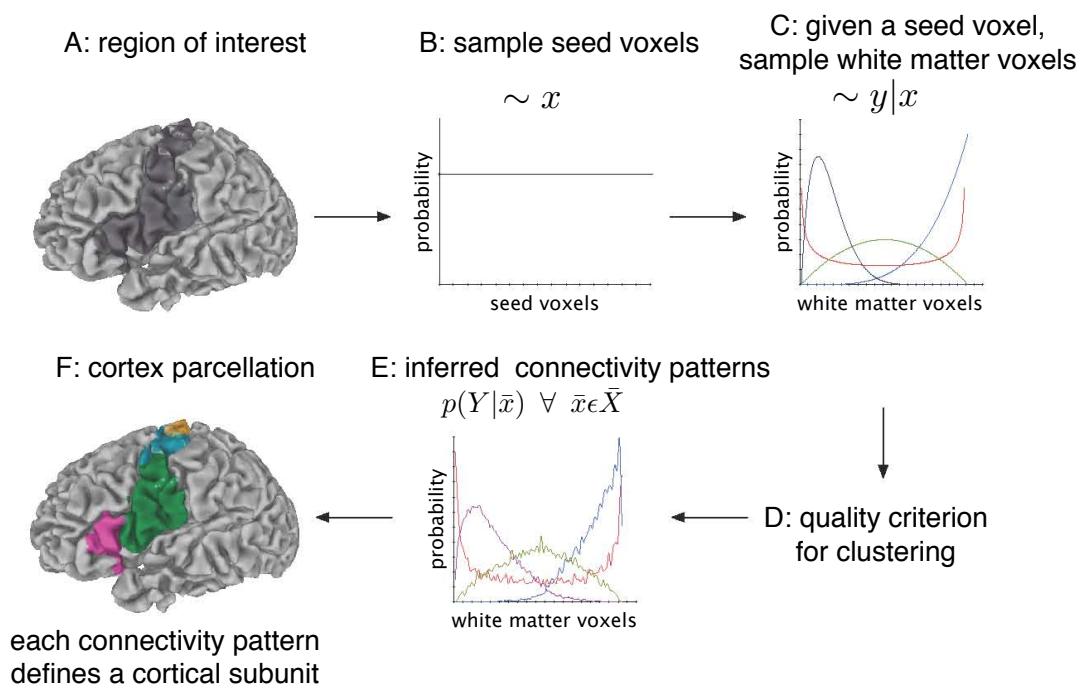 A: region of interest
B: sample seed voxels
∼ x
probability
seed voxels
C: given a seed voxel,
sample white matter voxels
∼ y|x
probability
white matter voxels
D: quality criterion
for clustering
E: inferred connectivity patterns
p(Y|x̄) ∀ x̄ϵX̄
probability
white matter voxels
F: cortex parcellation
each connectivity pattern
defines a cortical subunit